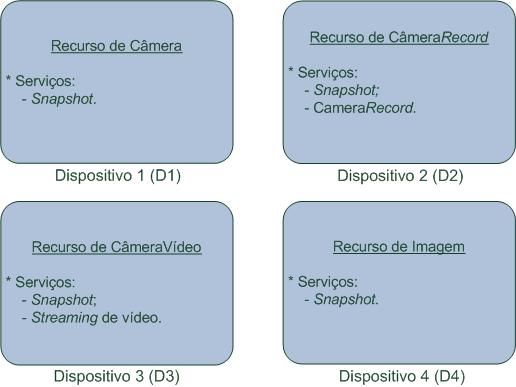 Recurso de Câmera
* Serviços:
- Snapshot.
Dispositivo 1 (D1)
Recurso de CâmeraRecord
* Serviços:
- Snapshot;
- CameraRecord.
Dispositivo 2 (D2)
Recurso de CâmeraVídeo
* Serviços:
- Snapshot;
- Streaming de vídeo.
Dispositivo 3 (D3)
Recurso de Imagem
* Serviços:
- Snapshot.
Dispositivo 4 (D4)